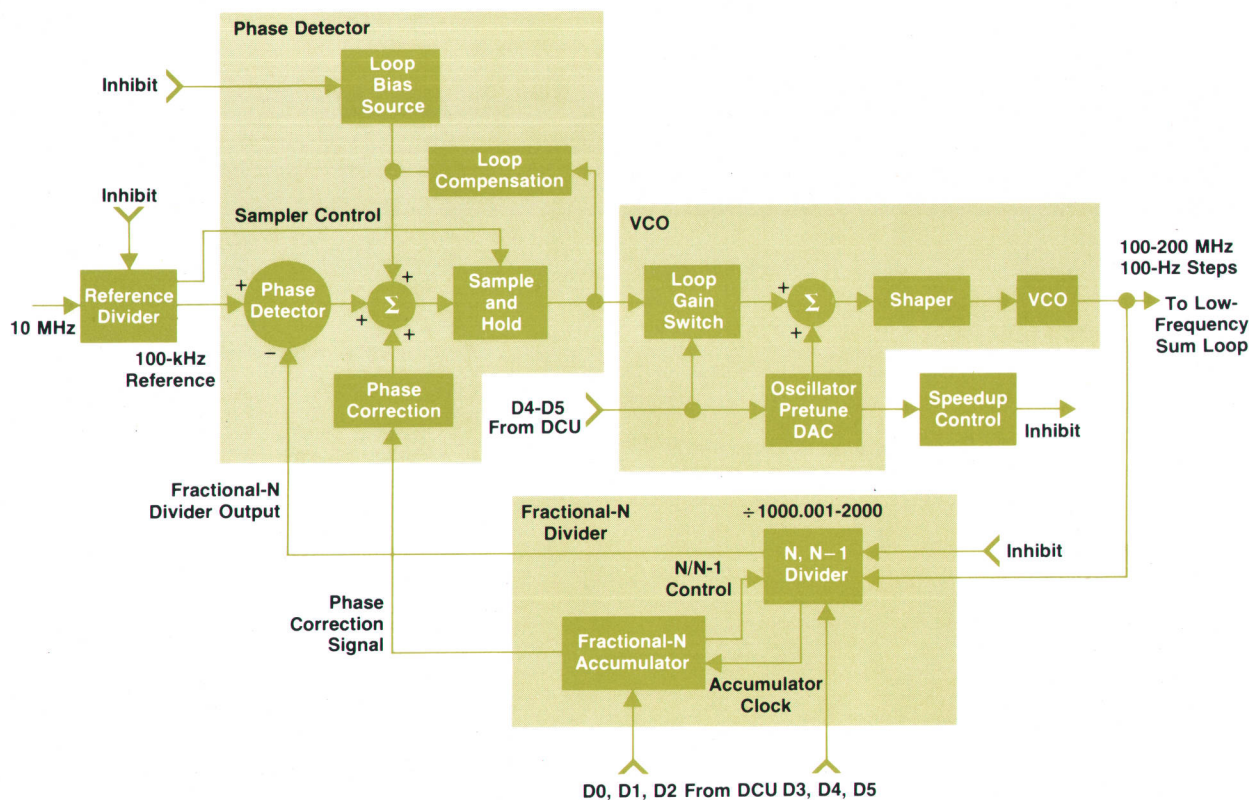 Phase Detector
Loop
Bias
Source
Inhibit
Loop
Compensation
Inhibit
Sampler Control
VCO
100-200 MHz
100-Hz Steps
Reference
Divider
+
Phase
Detector
−
+
+
Σ
+
Sample
and
Hold
Loop
Gain
Switch
+
Σ
+
Shaper
VCO
To Low-
Frequency
Sum Loop
10 MHz
100-kHz
Reference
Phase
Correction
D4-D5
From DCU
Oscillator
Pretune
DAC
Speedup
Control
Inhibit
Fractional-N
Divider Output
Fractional-N
Divider
÷1000.001-2000
N, N−1
Divider
Inhibit
N/N-1
Control
Phase
Correction
Signal
Fractional-N
Accumulator
Accumulator
Clock
D0, D1, D2 From DCU D3, D4, D5